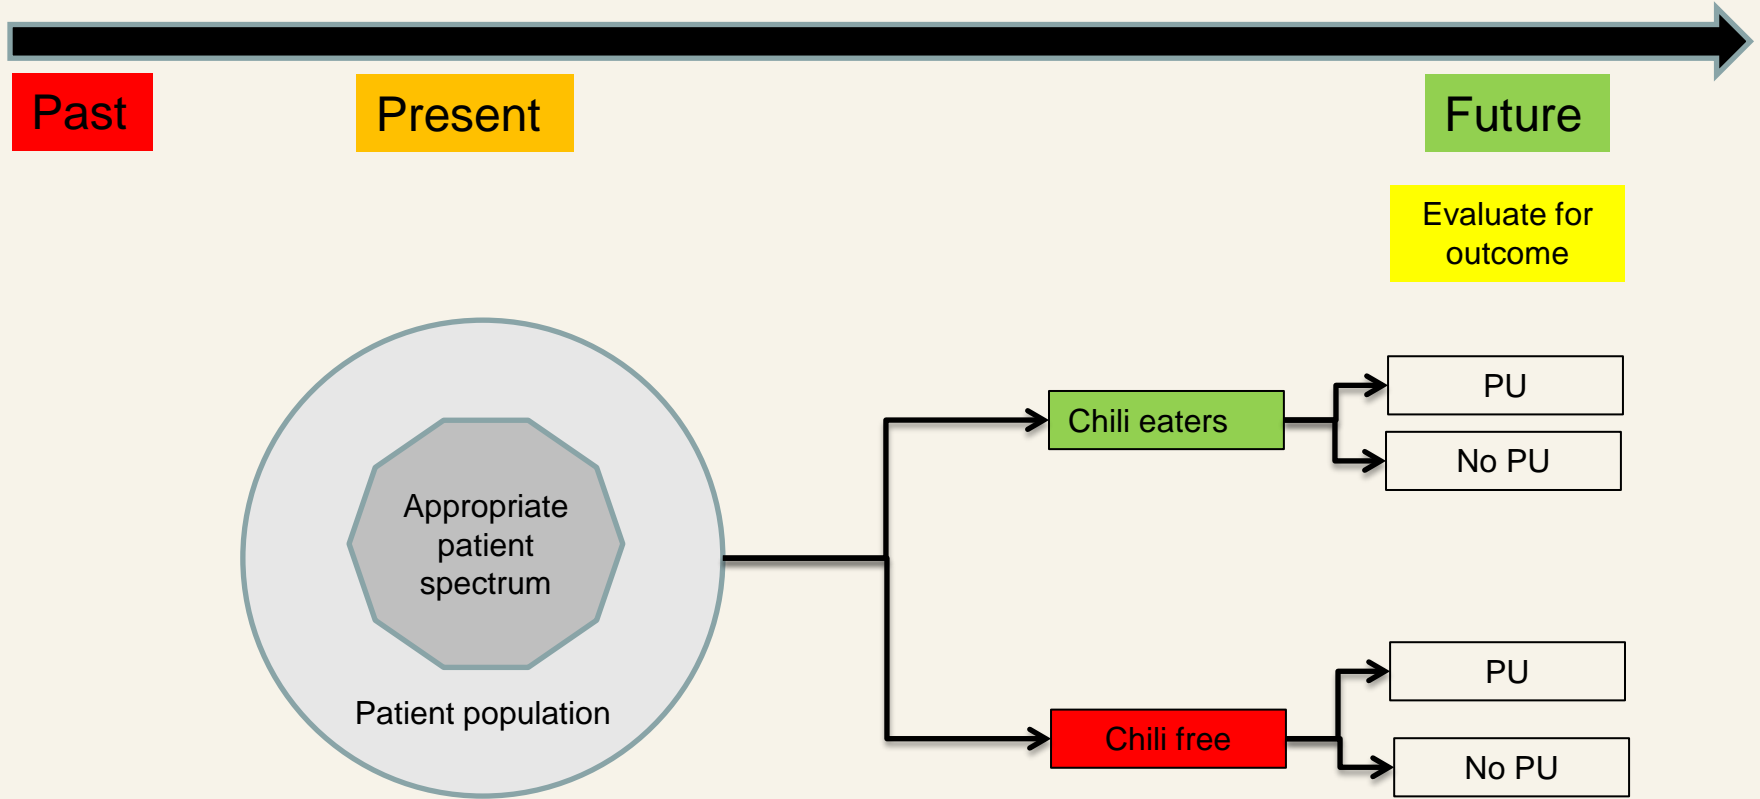 Past
Present
Future
Evaluate for
outcome
Appropriate
patient
spectrum
Patient population
Chili eaters
PU
No PU
Chili free
PU
No PU